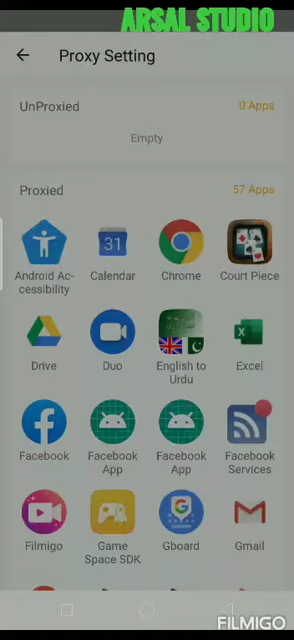 ARSAL STUDIO
Proxy Setting
UnProxied
0 Apps
Empty
Proxied
57 Apps
31
Android Ac-
cessibility
Calendar
Chrome
Court Piece
Drive
Duo
English to
Urdu
Excel
Facebook
Facebook
App
Facebook
App
Facebook
Services
Filmigo
Game
Space SDK
Gboard
Gmail
FILMIGO